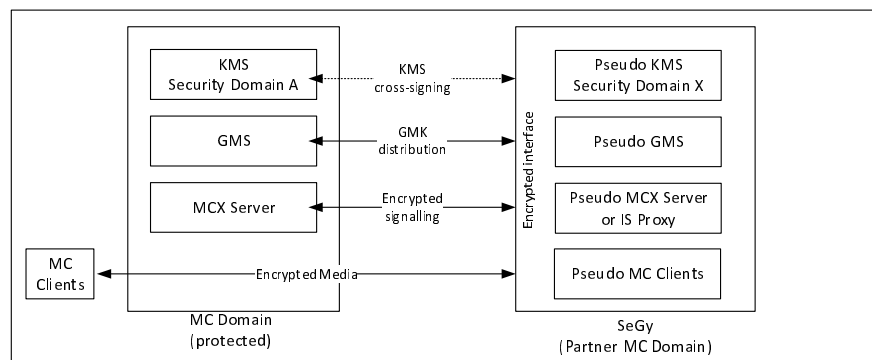 KMS
Security Domain A
KMS
cross-signing
Pseudo KMS
Security Domain X
GMS
GMK
distribution
Pseudo GMS
Encrypted interface
MCX Server
Encrypted
signalling
Pseudo MCX Server
or IS Proxy
MC
Clients
Encrypted Media
Pseudo MC Clients
MC Domain
(protected)
SeGy
(Partner MC Domain)